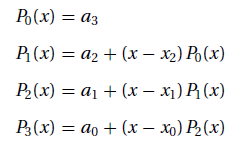 P₀(x) = a₃
P₁(x) = a₂ + (x − x₂) P₀(x)
P₂(x) = a₁ + (x − x₁) P₁(x)
P₃(x) = a₀ + (x − x₀) P₂(x)